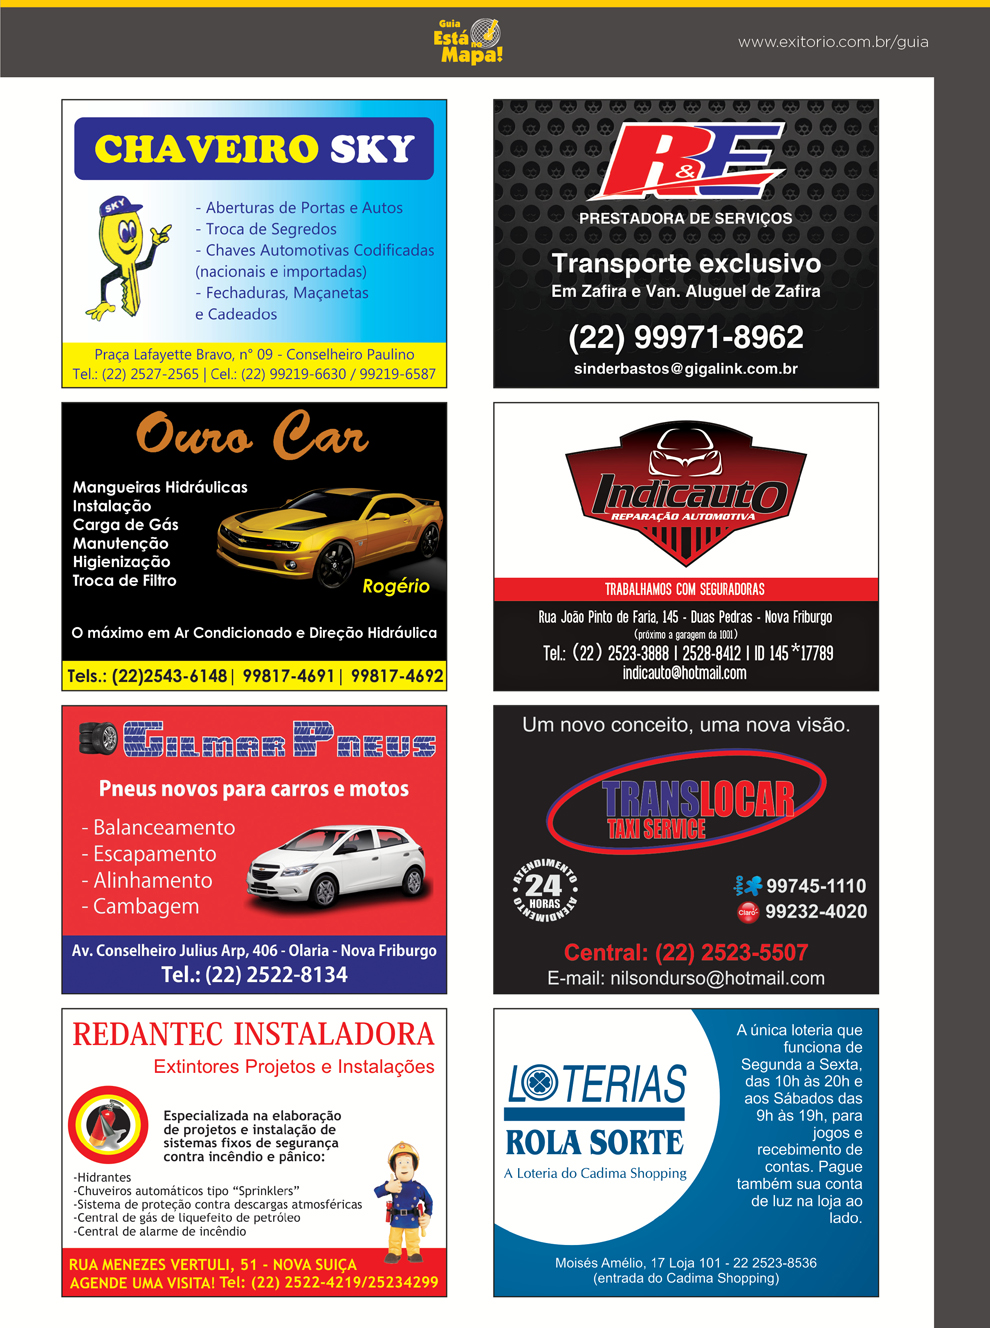 Guia
Está no
Mapa!
www.exitorio.com.br/guia
CHAVEIRO SKY
SKY
- Aberturas de Portas e Autos
- Troca de Segredos
- Chaves Automotivas Codificadas
(nacionais e importadas)
- Fechaduras, Maçanetas
e Cadeados
Praça Lafayette Bravo, n° 09 - Conselheiro Paulino
Tel.: (22) 2527-2565 | Cel.: (22) 99219-6630 / 99219-6587
R&E
PRESTADORA DE SERVIÇOS
Transporte exclusivo
Em Zafira e Van. Aluguel de Zafira
(22) 99971-8962
sinderbastos@gigalink.com.br
Ouro Car
Mangueiras Hidráulicas
Instalação
Carga de Gás
Manutenção
Higienização
Troca de Filtro
Rogério
O máximo em Ar Condicionado e Direção Hidráulica
Tels.: (22)2543-6148| 99817-4691| 99817-4692
Indicauto
REPARAÇÃO AUTOMOTIVA
TRABALHAMOS COM SEGURADORAS
Rua João Pinto de Faria, 145 - Duas Pedras - Nova Friburgo
(próximo a garagem da 1001)
Tel.: (22) 2523-3888 | 2528-8412 | ID 145*17789
indicauto@hotmail.com
GILMAR PNEUS
Pneus novos para carros e motos
- Balanceamento
- Escapamento
- Alinhamento
- Cambagem
Av. Conselheiro Julius Arp, 406 - Olaria - Nova Friburgo
Tel.: (22) 2522-8134
Um novo conceito, uma nova visão.
TRANSLOCAR
TAXI SERVICE
ATENDIMENTO
24
HORAS
ATENDIMENTO
vivo 99745-1110
Claro 99232-4020
Central: (22) 2523-5507
E-mail: nilsondurso@hotmail.com
REDANTEC INSTALADORA
Extintores Projetos e Instalações
Especializada na elaboração
de projetos e instalação de
sistemas fixos de segurança
contra incêndio e pânico:
-Hidrantes
-Chuveiros automáticos tipo “Sprinklers”
-Sistema de proteção contra descargas atmosféricas
-Central de gás de liquefeito de petróleo
-Central de alarme de incêndio
RUA MENEZES VERTULI, 51 - NOVA SUIÇA
AGENDE UMA VISITA! Tel: (22) 2522-4219/25234299
LOTERIAS
ROLA SORTE
A Loteria do Cadima Shopping
A única loteria que
funciona de
Segunda a Sexta,
das 10h às 20h e
aos Sábados das
9h às 19h, para
jogos e
recebimento de
contas. Pague
também sua conta
de luz na loja ao
lado.
Moisés Amélio, 17 Loja 101 - 22 2523-8536
(entrada do Cadima Shopping)